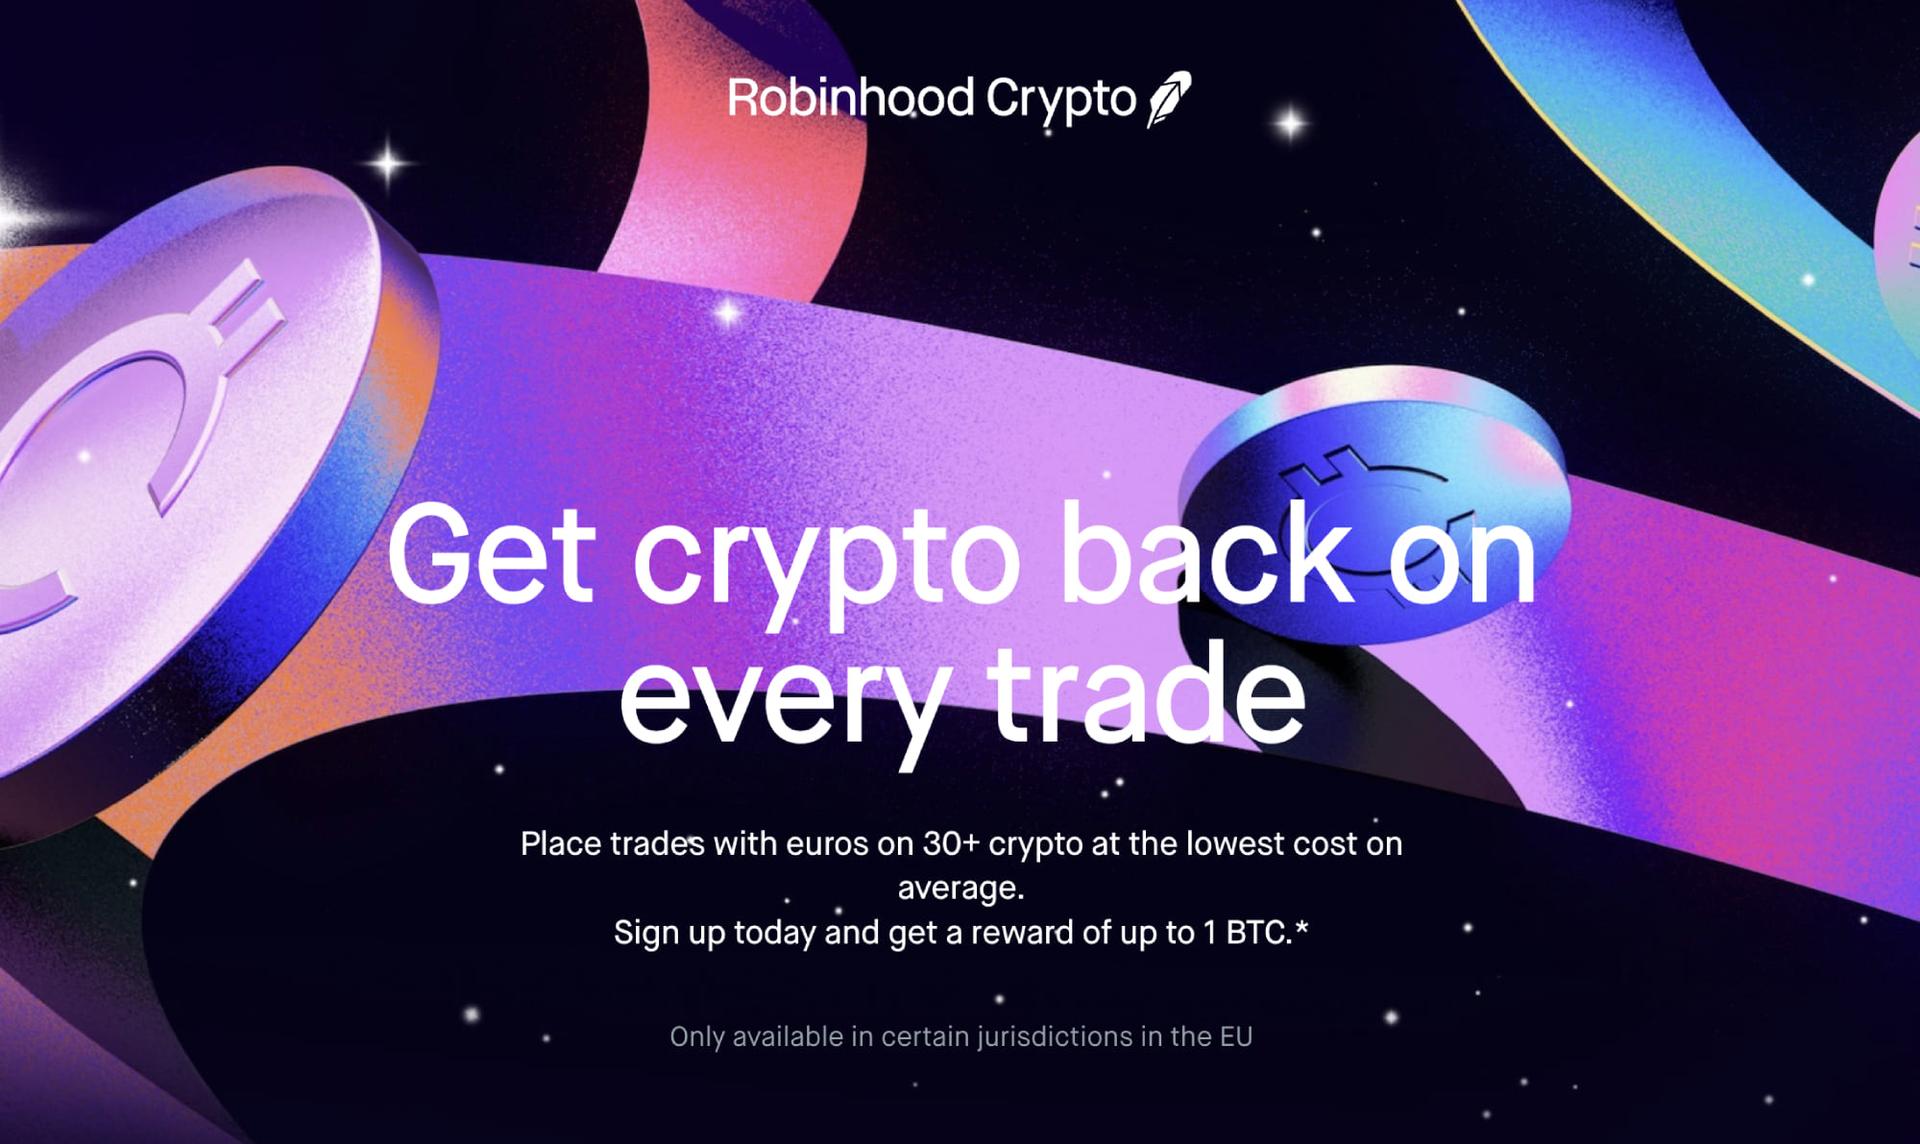 Robinhood Crypto
Get crypto back on
every trade
Place trades with euros on 30+ crypto at the lowest cost on
average.
Sign up today and get a reward of up to 1 BTC.*
Only available in certain jurisdictions in the EU